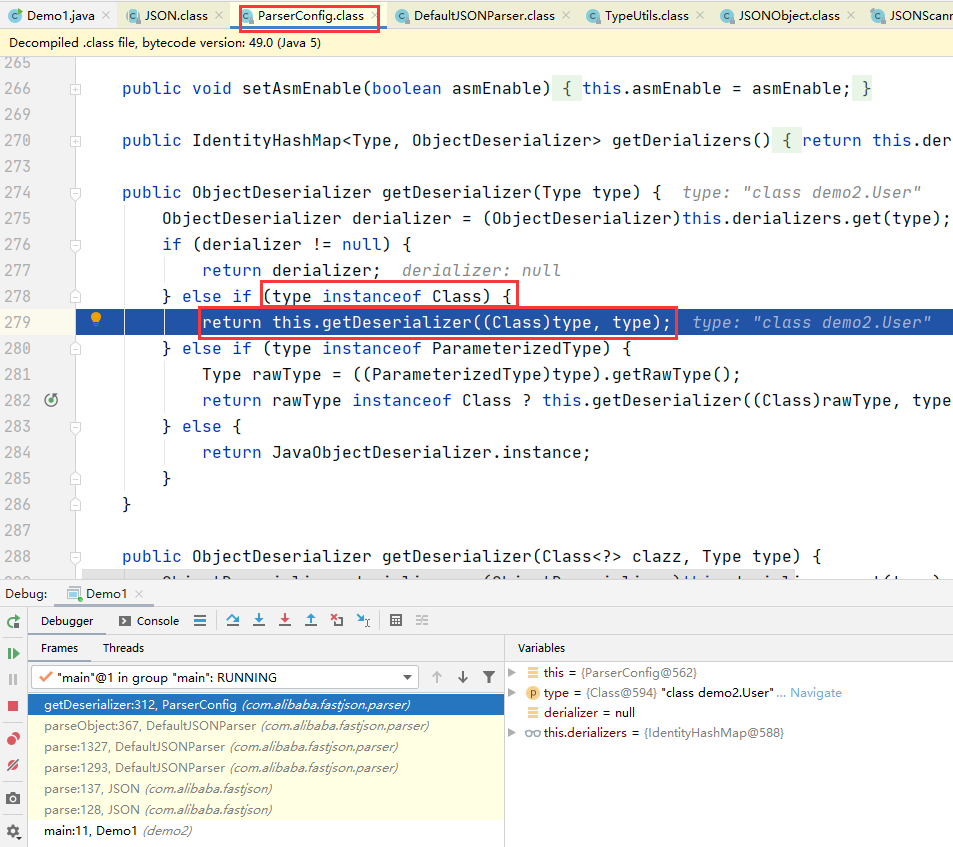 Demo1.java JSON.class ParserConfig.class DefaultJSONParser.class TypeUtils.class JSONObject.class JSONScann
Decompiled .class file, bytecode version: 49.0 (Java 5)
265
266 public void setAsmEnable(boolean asmEnable) { this.asmEnable = asmEnable; }
269
270 public IdentityHashMap<Type, ObjectDeserializer> getDerializers() { return this.der
273
274 public ObjectDeserializer getDeserializer(Type type) { type: "class demo2.User"
275 ObjectDeserializer derializer = (ObjectDeserializer)this.derializers.get(type);
276 if (derializer != null) {
277 return derializer; derializer: null
278 } else if (type instanceof Class) {
279 return this.getDeserializer((Class)type, type); type: "class demo2.User"
280 } else if (type instanceof ParameterizedType) {
281 Type rawType = ((ParameterizedType)type).getRawType();
282 return rawType instanceof Class ? this.getDeserializer((Class)rawType, type
283 } else {
284 return JavaObjectDeserializer.instance;
285 }
286 }
287
288 public ObjectDeserializer getDeserializer(Class<?> clazz, Type type) {
Debug: Demo1
Debugger Console
Frames Threads Variables
"main"@1 in group "main": RUNNING
getDeserializer:312, ParserConfig (com.alibaba.fastjson.parser)
parseObject:367, DefaultJSONParser (com.alibaba.fastjson.parser)
parse:1327, DefaultJSONParser (com.alibaba.fastjson.parser)
parse:1293, DefaultJSONParser (com.alibaba.fastjson.parser)
parse:137, JSON (com.alibaba.fastjson)
parse:128, JSON (com.alibaba.fastjson)
main:11, Demo1 (demo2)
this = {ParserConfig@562}
type = {Class@594} "class demo2.User"... Navigate
derializer = null
this.derializers = {IdentityHashMap@588}